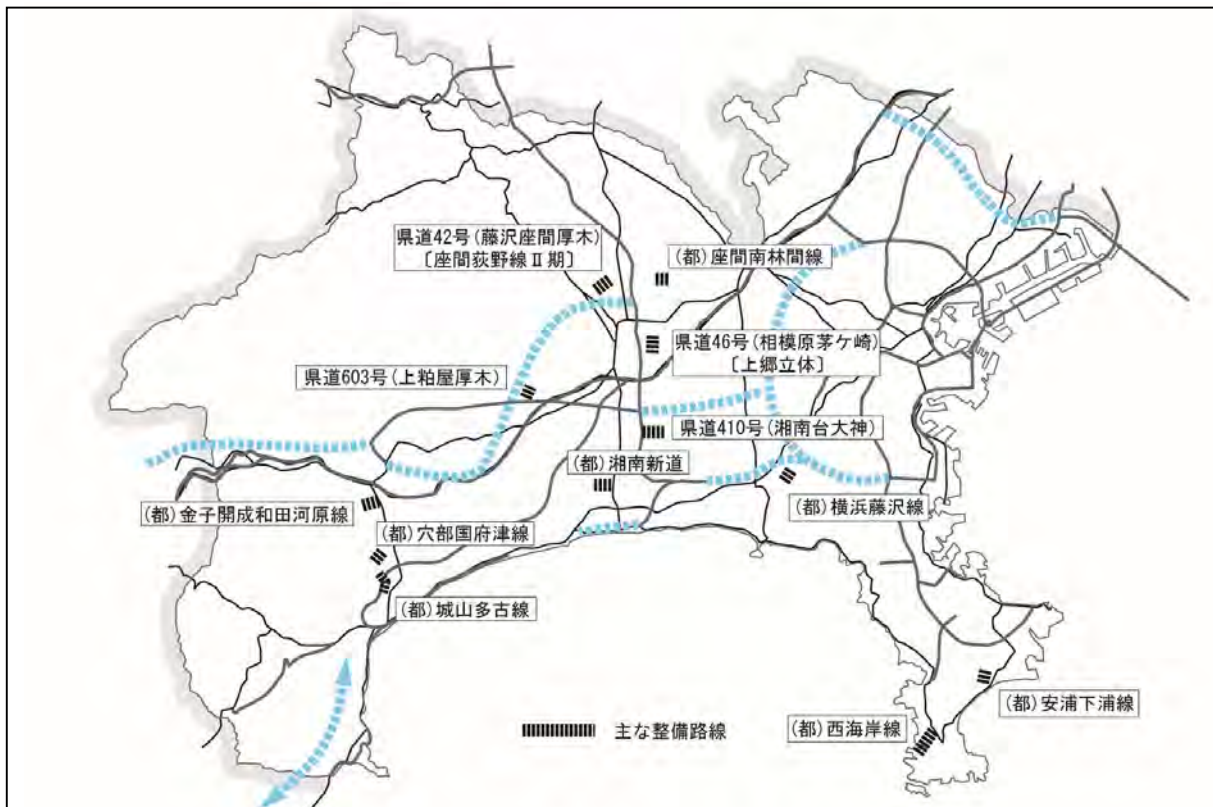 県道42号(藤沢座間厚木)
〔座間荻野線Ⅱ期〕
(都)座間南林間線
県道46号(相模原茅ケ崎)
〔上郷立体〕
県道603号(上粕屋厚木)
県道410号(湘南台大神)
(都)湘南新道
(都)金子開成和田河原線
(都)横浜藤沢線
(都)穴部国府津線
(都)城山多古線
(都)安浦下浦線
(都)西海岸線
主な整備路線